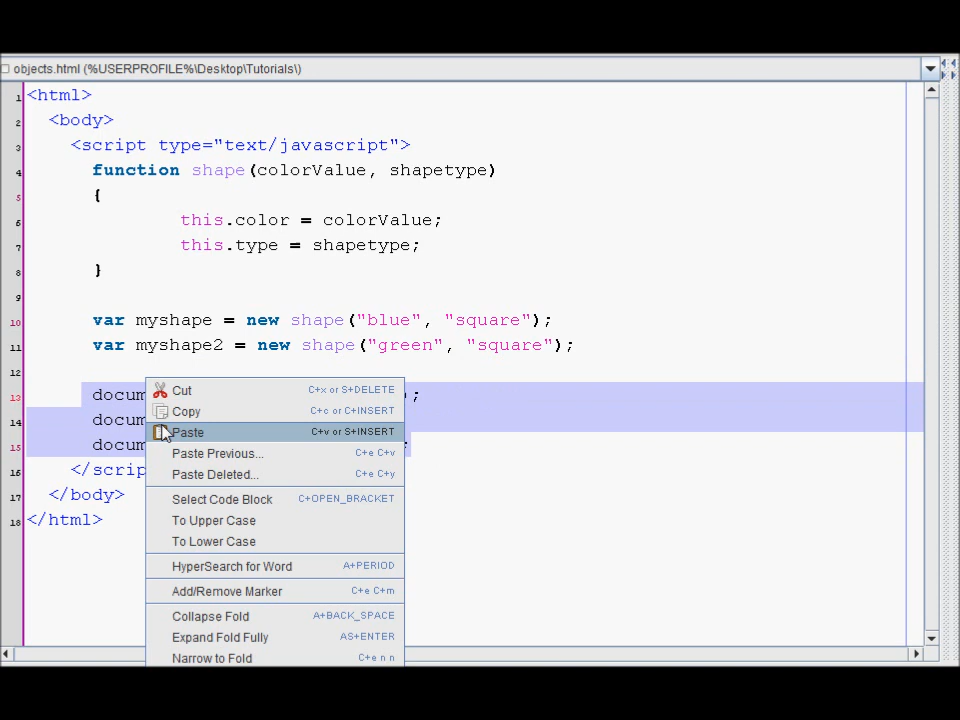 objects.html (%USERPROFILE%\Desktop\Tutorials\)
1 <html>
2 <body>
3 <script type="text/javascript">
4 function shape(colorValue, shapetype)
5 {
6 this.color = colorValue;
7 this.type = shapetype;
8 }
9
10 var myshape = new shape("blue", "square");
11 var myshape2 = new shape("green", "square");
12
13 docum );
14 docum
15 docum ;
16 </scrip
17 </body>
18 </html>
Cut C+x or S+DELETE
Copy C+c or C+INSERT
Paste C+v or S+INSERT
Paste Previous... C+e C+v
Paste Deleted... C+e C+y
Select Code Block C+OPEN_BRACKET
To Upper Case
To Lower Case
HyperSearch for Word A+PERIOD
Add/Remove Marker C+e C+m
Collapse Fold A+BACK_SPACE
Expand Fold Fully AS+ENTER
Narrow to Fold C+e n n